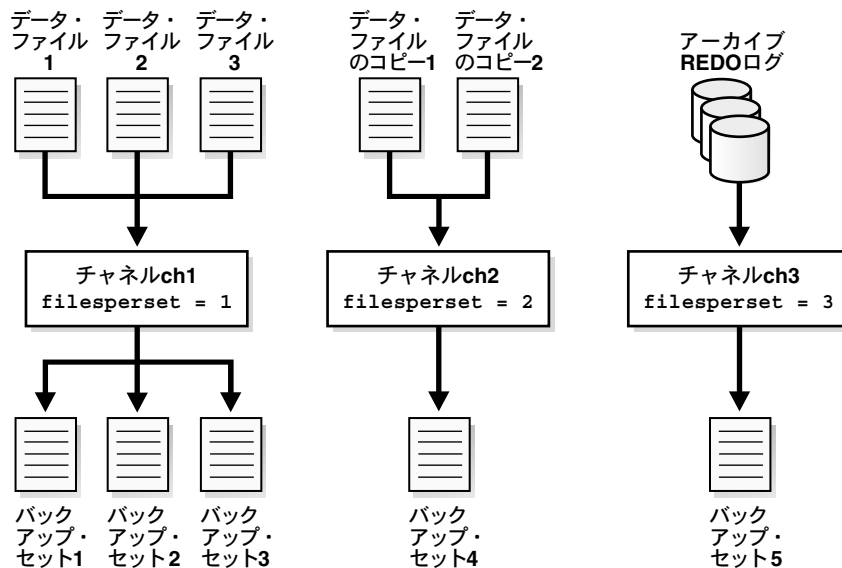 データ・
ファイル
1
データ・
ファイル
2
データ・
ファイル
3
データ・
ファイル
のコピー1
データ・
ファイル
のコピー2
アーカイブ
REDOログ
チャネルch1
filesperset = 1
チャネルch2
filesperset = 2
チャネルch3
filesperset = 3
バック
アップ・
セット1
バック
アップ・
セット2
バック
アップ・
セット3
バック
アップ・
セット4
バック
アップ・
セット5